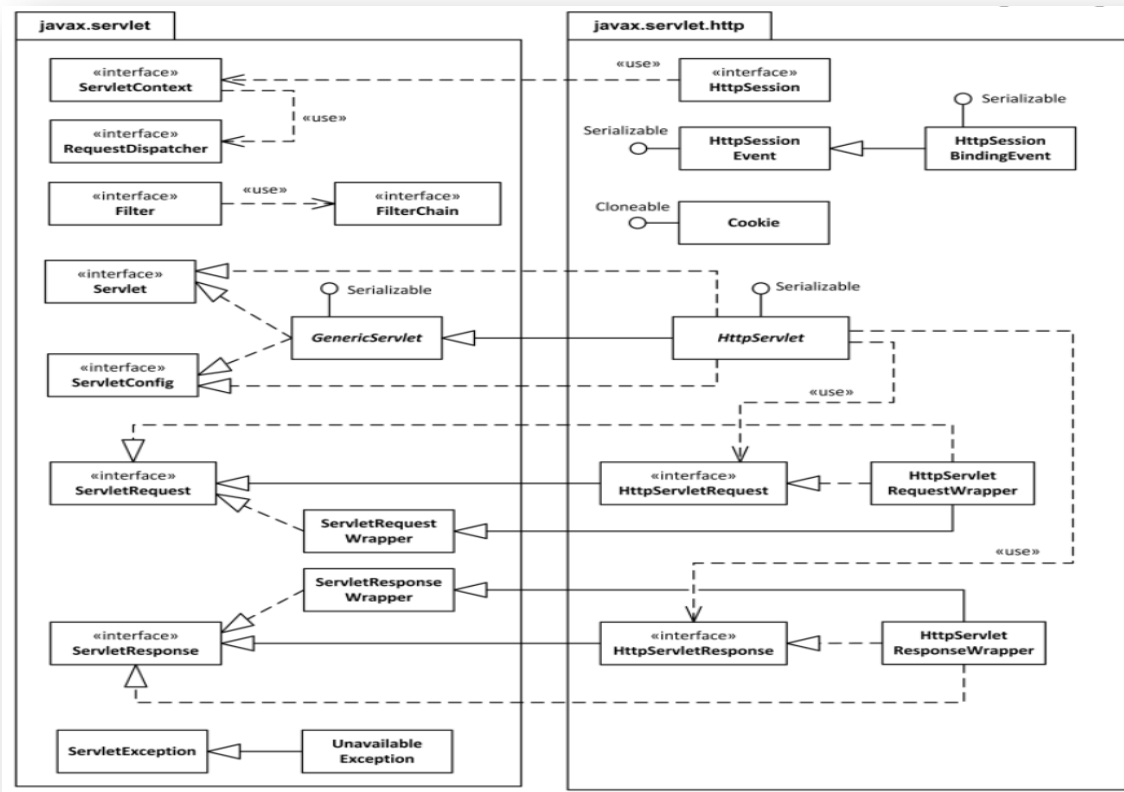 javax.servlet
«interface»
ServletContext
«use»
«interface»
RequestDispatcher
«interface»
Filter
«use»
«interface»
FilterChain
«interface»
Servlet
Serializable
GenericServlet
«interface»
ServletConfig
«interface»
ServletRequest
ServletRequest
Wrapper
ServletResponse
Wrapper
«interface»
ServletResponse
ServletException
Unavailable
Exception
javax.servlet.http
«use»
«interface»
HttpSession
Serializable
Serializable
HttpSession
Event
HttpSession
BindingEvent
Cloneable
Cookie
Serializable
HttpServlet
«use»
«interface»
HttpServletRequest
HttpServlet
RequestWrapper
«use»
«interface»
HttpServletResponse
HttpServlet
ResponseWrapper